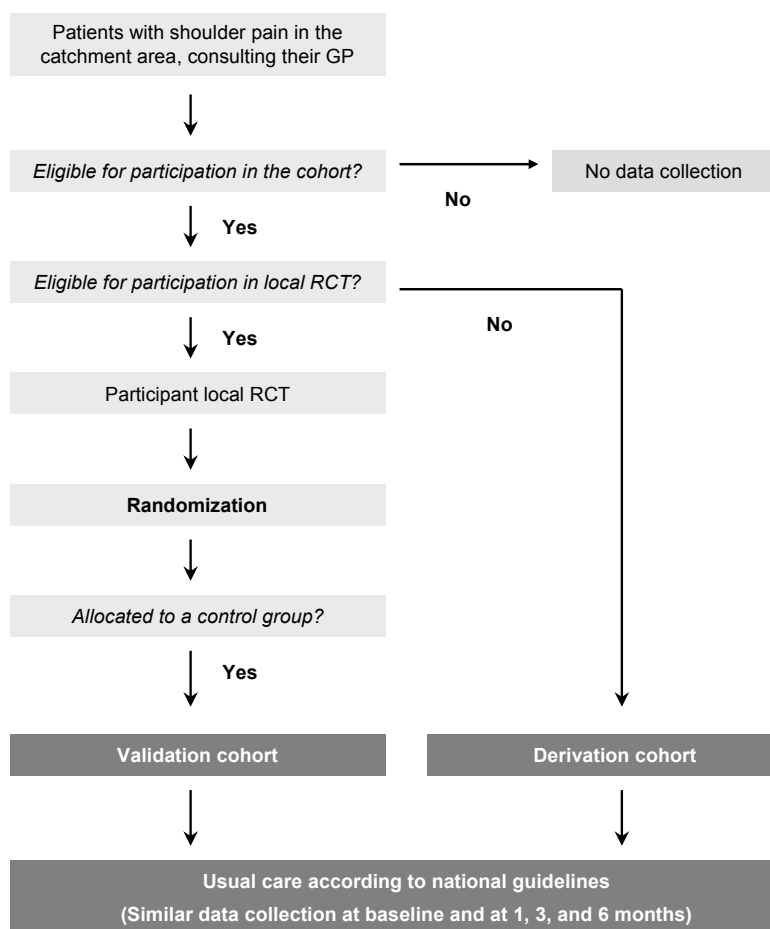 Patients with shoulder pain in the
catchment area, consulting their GP
Eligible for participation in the cohort?
No data collection
No
Yes
Eligible for participation in local RCT?
No
Yes
Participant local RCT
Randomization
Allocated to a control group?
Yes
Validation cohort
Derivation cohort
Usual care according to national guidelines
(Similar data collection at baseline and at 1, 3, and 6 months)